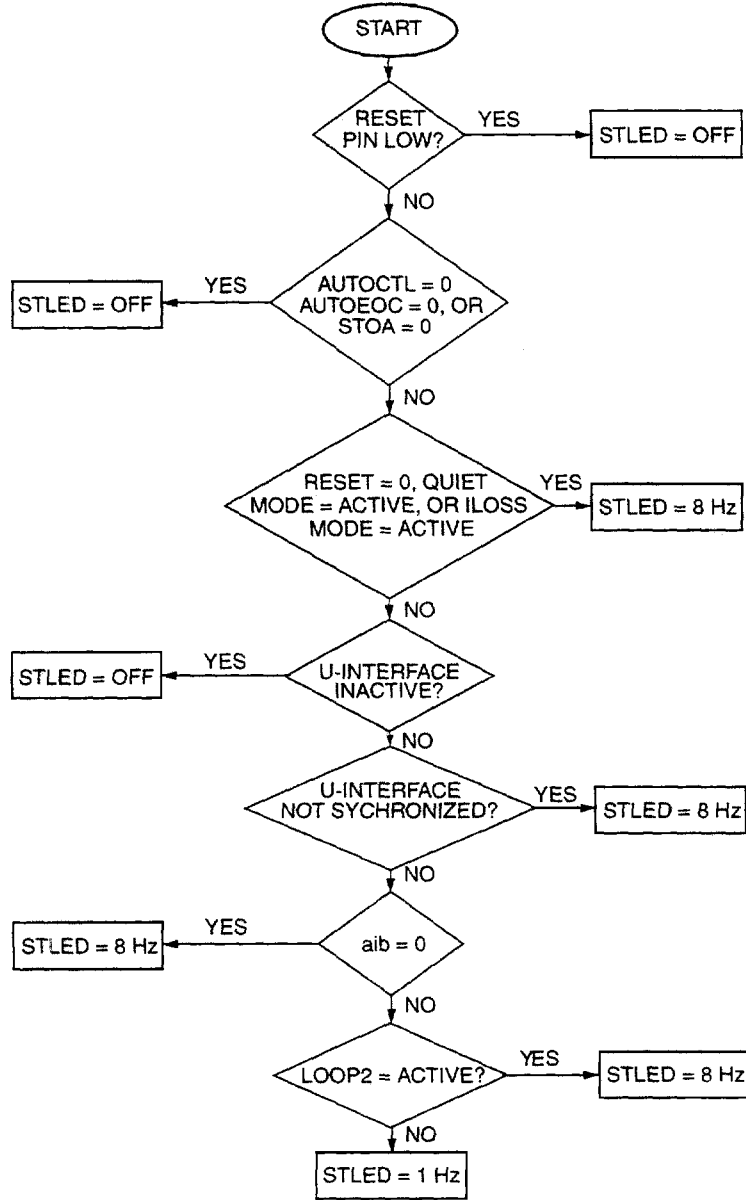 START
RESET
PIN LOW?
YES
STLED = OFF
NO
AUTOCTL = 0
AUTOEOC = 0, OR
STOA = 0
YES
STLED = OFF
NO
RESET = 0, QUIET
MODE = ACTIVE, OR ILOSS
MODE = ACTIVE
YES
STLED = 8 Hz
NO
U-INTERFACE
INACTIVE?
YES
STLED = OFF
NO
U-INTERFACE
NOT SYCHRONIZED?
YES
STLED = 8 Hz
NO
aib = 0
YES
STLED = 8 Hz
NO
LOOP2 = ACTIVE?
YES
STLED = 8 Hz
NO
STLED = 1 Hz